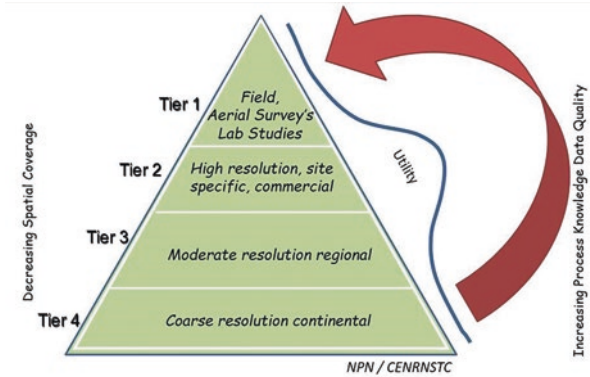 Decreasing Spatial Coverage
Tier 1
Field,
Aerial Survey's
Lab Studies
Tier 2
High resolution, site
specific, commercial
Tier 3
Moderate resolution regional
Tier 4
Coarse resolution continental
Utility
Increasing Process Knowledge Data Quality
NPN / CENRNSTC